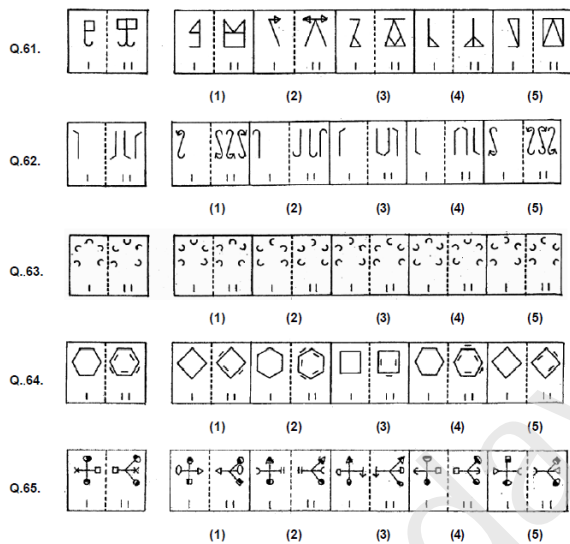 Q.61.
I II I II I II I II I II I II
(1) (2) (3) (4) (5)
Q.62.
I II I II I II I II I II I II
(1) (2) (3) (4) (5)
Q.63.
I II I II I II I II I II I II
(1) (2) (3) (4) (5)
Q.64.
I II I II I II I II I II I II
(1) (2) (3) (4) (5)
Q.65.
I II I II I II I II I II I II
(1) (2) (3) (4) (5)